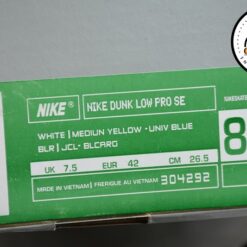 NIKE
NIKE DUNK LOW PRO SE
WHITE | MEDIUN YELLOW - UNIV BLUE
BLR | JCL- BLCARG
UK 7.5 EUR 42 CM 26.5
MADE IN VIETNAM | FRERIGUE AU VIETNAM
304292
8